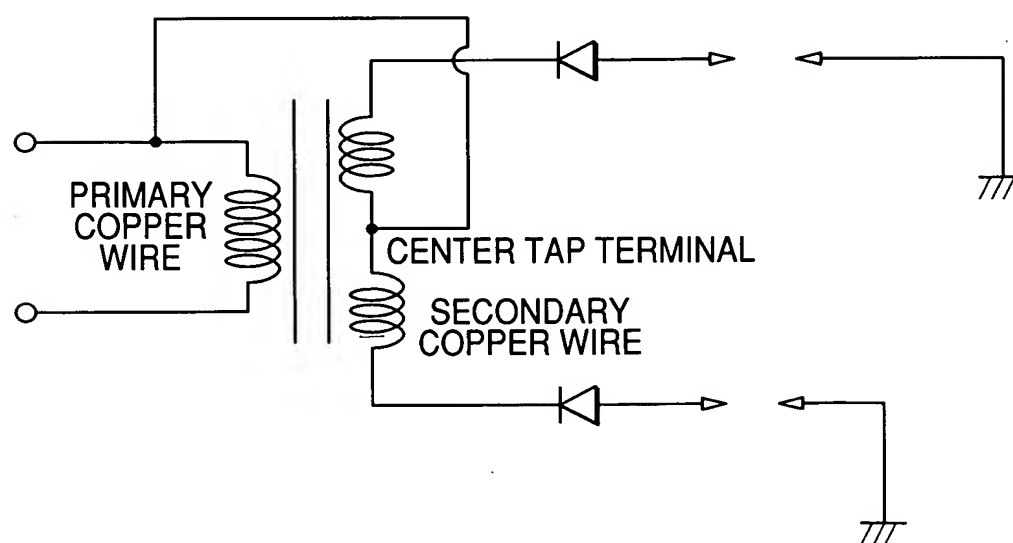 PRIMARY
COPPER
WIRE
CENTER TAP TERMINAL
SECONDARY
COPPER WIRE